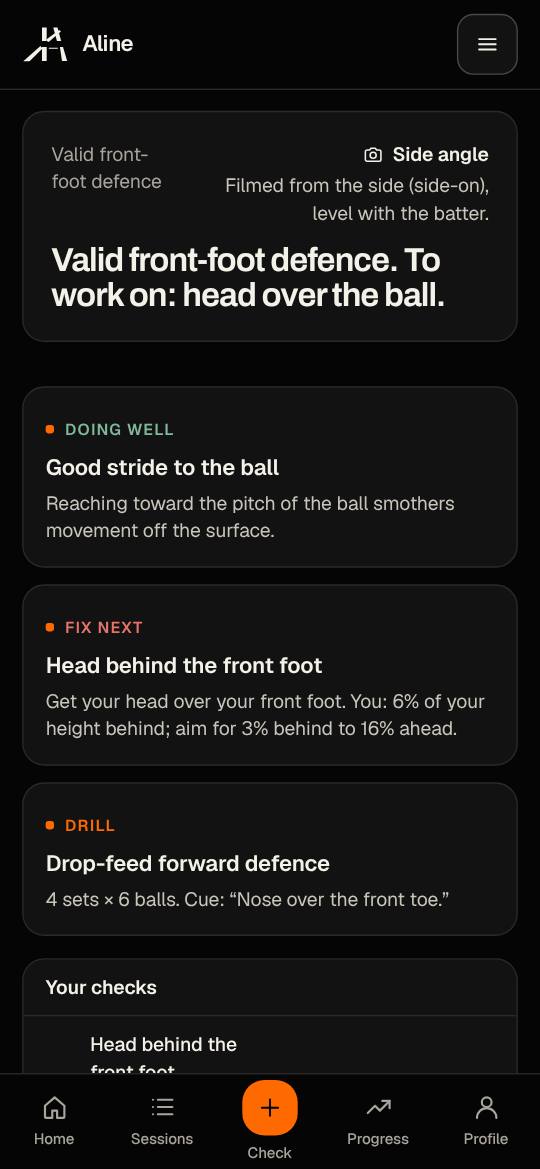 Aline
Valid front-
foot defence
Side angle
Filmed from the side (side-on),
level with the batter.
Valid front-foot defence. To
work on: head over the ball.
DOING WELL
Good stride to the ball
Reaching toward the pitch of the ball smothers
movement off the surface.
FIX NEXT
Head behind the front foot
Get your head over your front foot. You: 6% of your
height behind; aim for 3% behind to 16% ahead.
DRILL
Drop-feed forward defence
4 sets × 6 balls. Cue: “Nose over the front toe.”
Your checks
Head behind the
front foot
Home
Sessions
Check
Progress
Profile